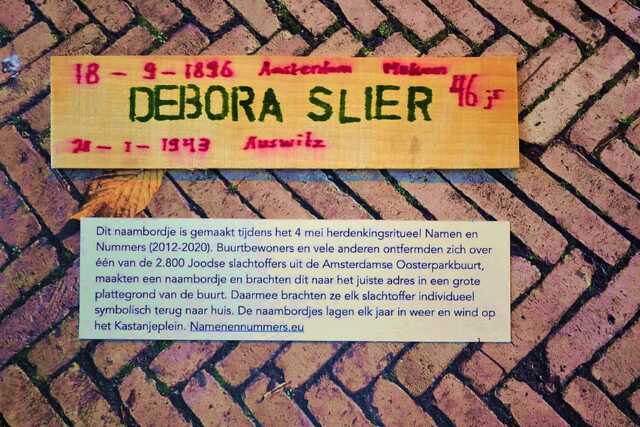 18 - 9 - 1896 Amsterdam
DEBORA SLIER 46 jr
28 - 1 - 1943 Auswitz
Dit naambordje is gemaakt tijdens het 4 mei herdenkingsritueel Namen en
Nummers (2012-2020). Buurtbewoners en vele anderen ontfermden zich over
één van de 2.800 Joodse slachtoffers uit de Amsterdamse Oosterparkbuurt,
maakten een naambordje en brachten dit naar het juiste adres in een grote
plattegrond van de buurt. Daarmee brachten ze elk slachtoffer individueel
symbolisch terug naar huis. De naambordjes lagen elk jaar in weer en wind op
het Kastanjeplein. Namenennummers.eu